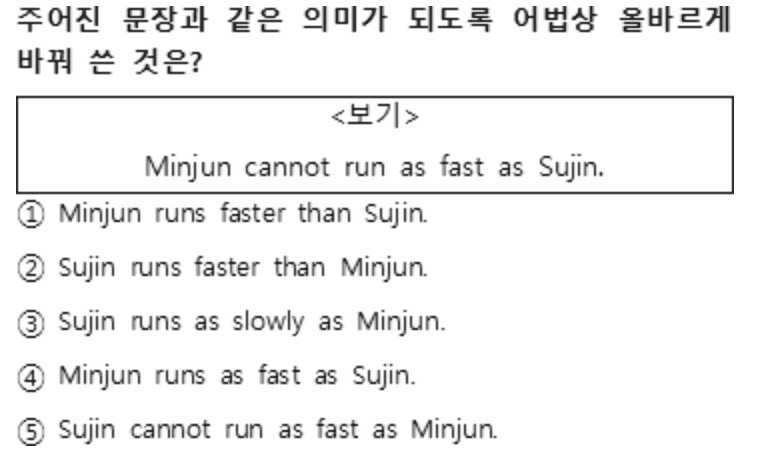 주어진 문장과 같은 의미가 되도록 어법상 올바르게
바꿔 쓴 것은?
<보기>
Minjun cannot run as fast as Sujin.
① Minjun runs faster than Sujin.
② Sujin runs faster than Minjun.
③ Sujin runs as slowly as Minjun.
④ Minjun runs as fast as Sujin.
⑤ Sujin cannot run as fast as Minjun.